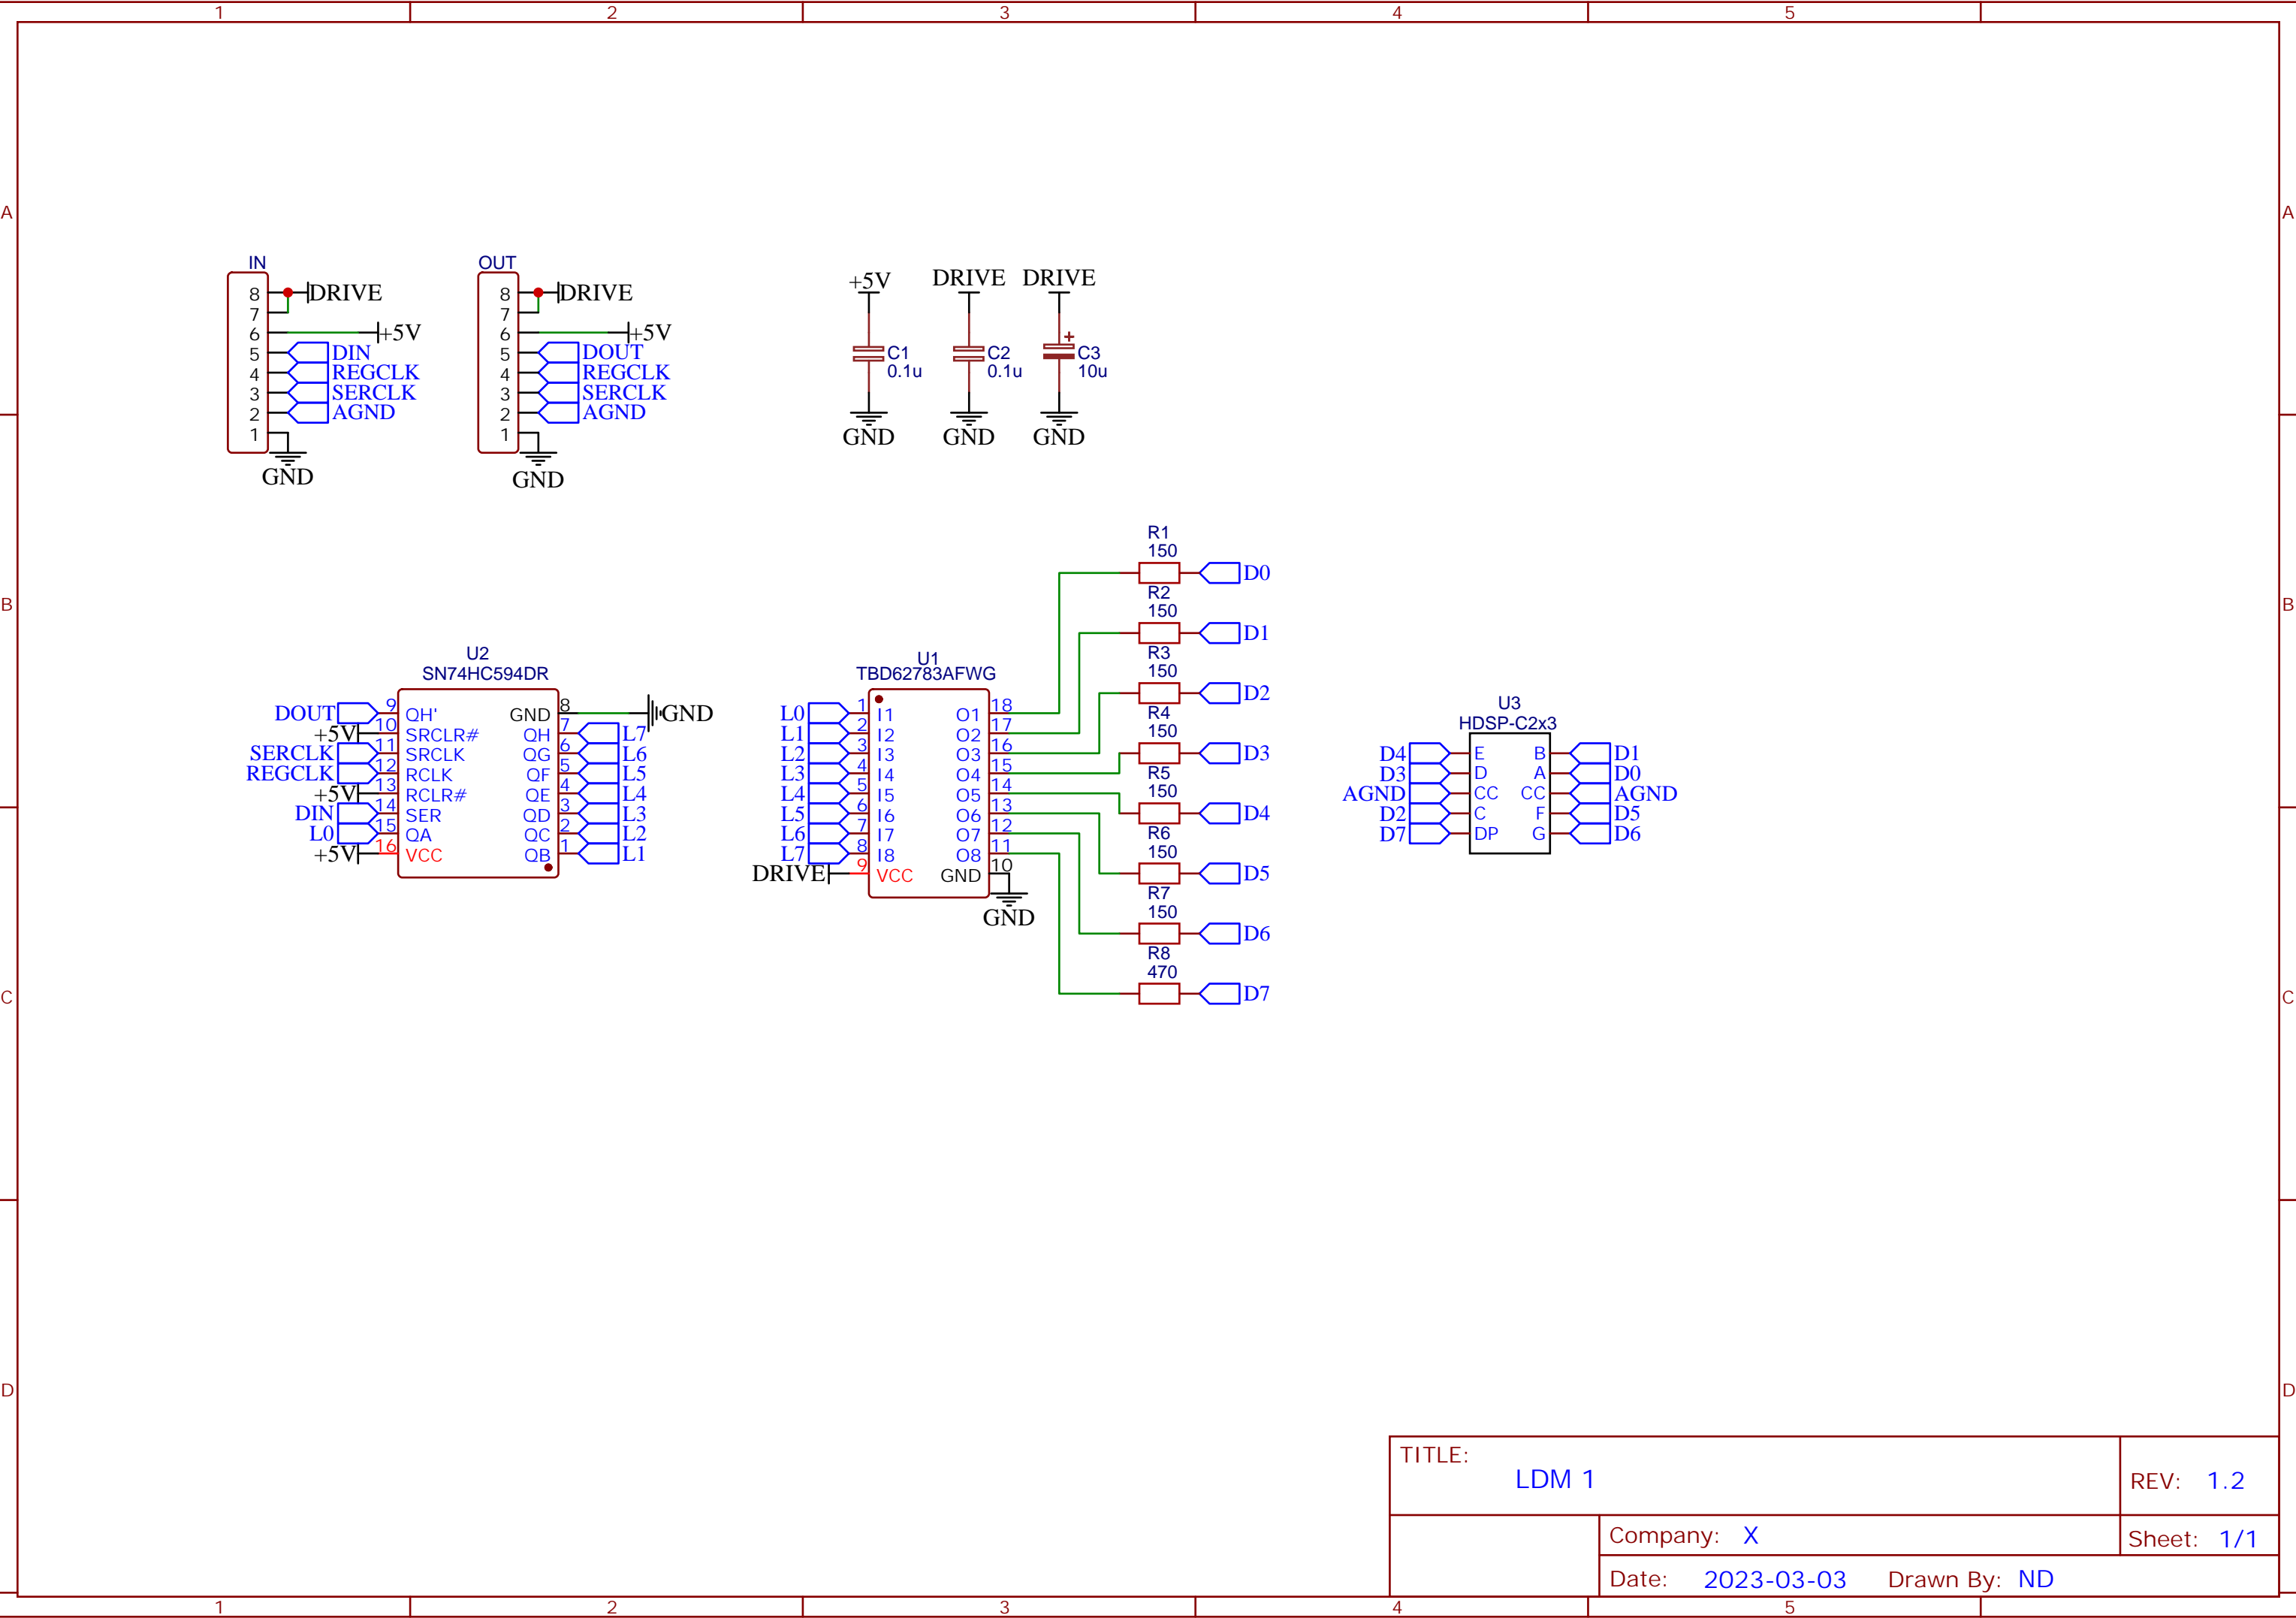 1 2 3 4 5
A A
IN OUT
8 DRIVE
7
6 +5V
5 DIN
4 REGCLK
3 SERCLK
2 AGND
1
GND
8 DRIVE
7
6 +5V
5 DOUT
4 REGCLK
3 SERCLK
2 AGND
1
GND
+5V DRIVE DRIVE
+
C1 C2 C3
0.1u 0.1u 10u
GND GND GND
B B
U2
SN74HC594DR
DOUT 9 QH' GND 8 GND
+5V 10 SRCLR# QH 7 L7
SERCLK 11 SRCLK QG 6 L6
REGCLK 12 RCLK QF 5 L5
+5V 13 RCLR# QE 4 L4
DIN 14 SER QD 3 L3
L0 15 QA QC 2 L2
+5V 16 VCC QB 1 L1
U1
TBD62783AFWG
L0 1 I1 O1 18
L1 2 I2 O2 17
L2 3 I3 O3 16
L3 4 I4 O4 15
L4 5 I5 O5 14
L5 6 I6 O6 13
L6 7 I7 O7 12
L7 8 I8 O8 11
DRIVE 9 VCC GND 10
GND
R1
150
D0
R2
150
D1
R3
150
D2
R4
150
D3
R5
150
D4
R6
150
D5
R7
150
D6
R8
470
D7
U3
HDSP-C2x3
D4 E B D1
D3 D A D0
AGND CC CC AGND
D2 C F D5
D7 DP G D6
C C
D D
TITLE:
LDM 1
REV: 1.2
Company: X
Sheet: 1/1
Date: 2023-03-03 Drawn By: ND
1 2 3 4 5